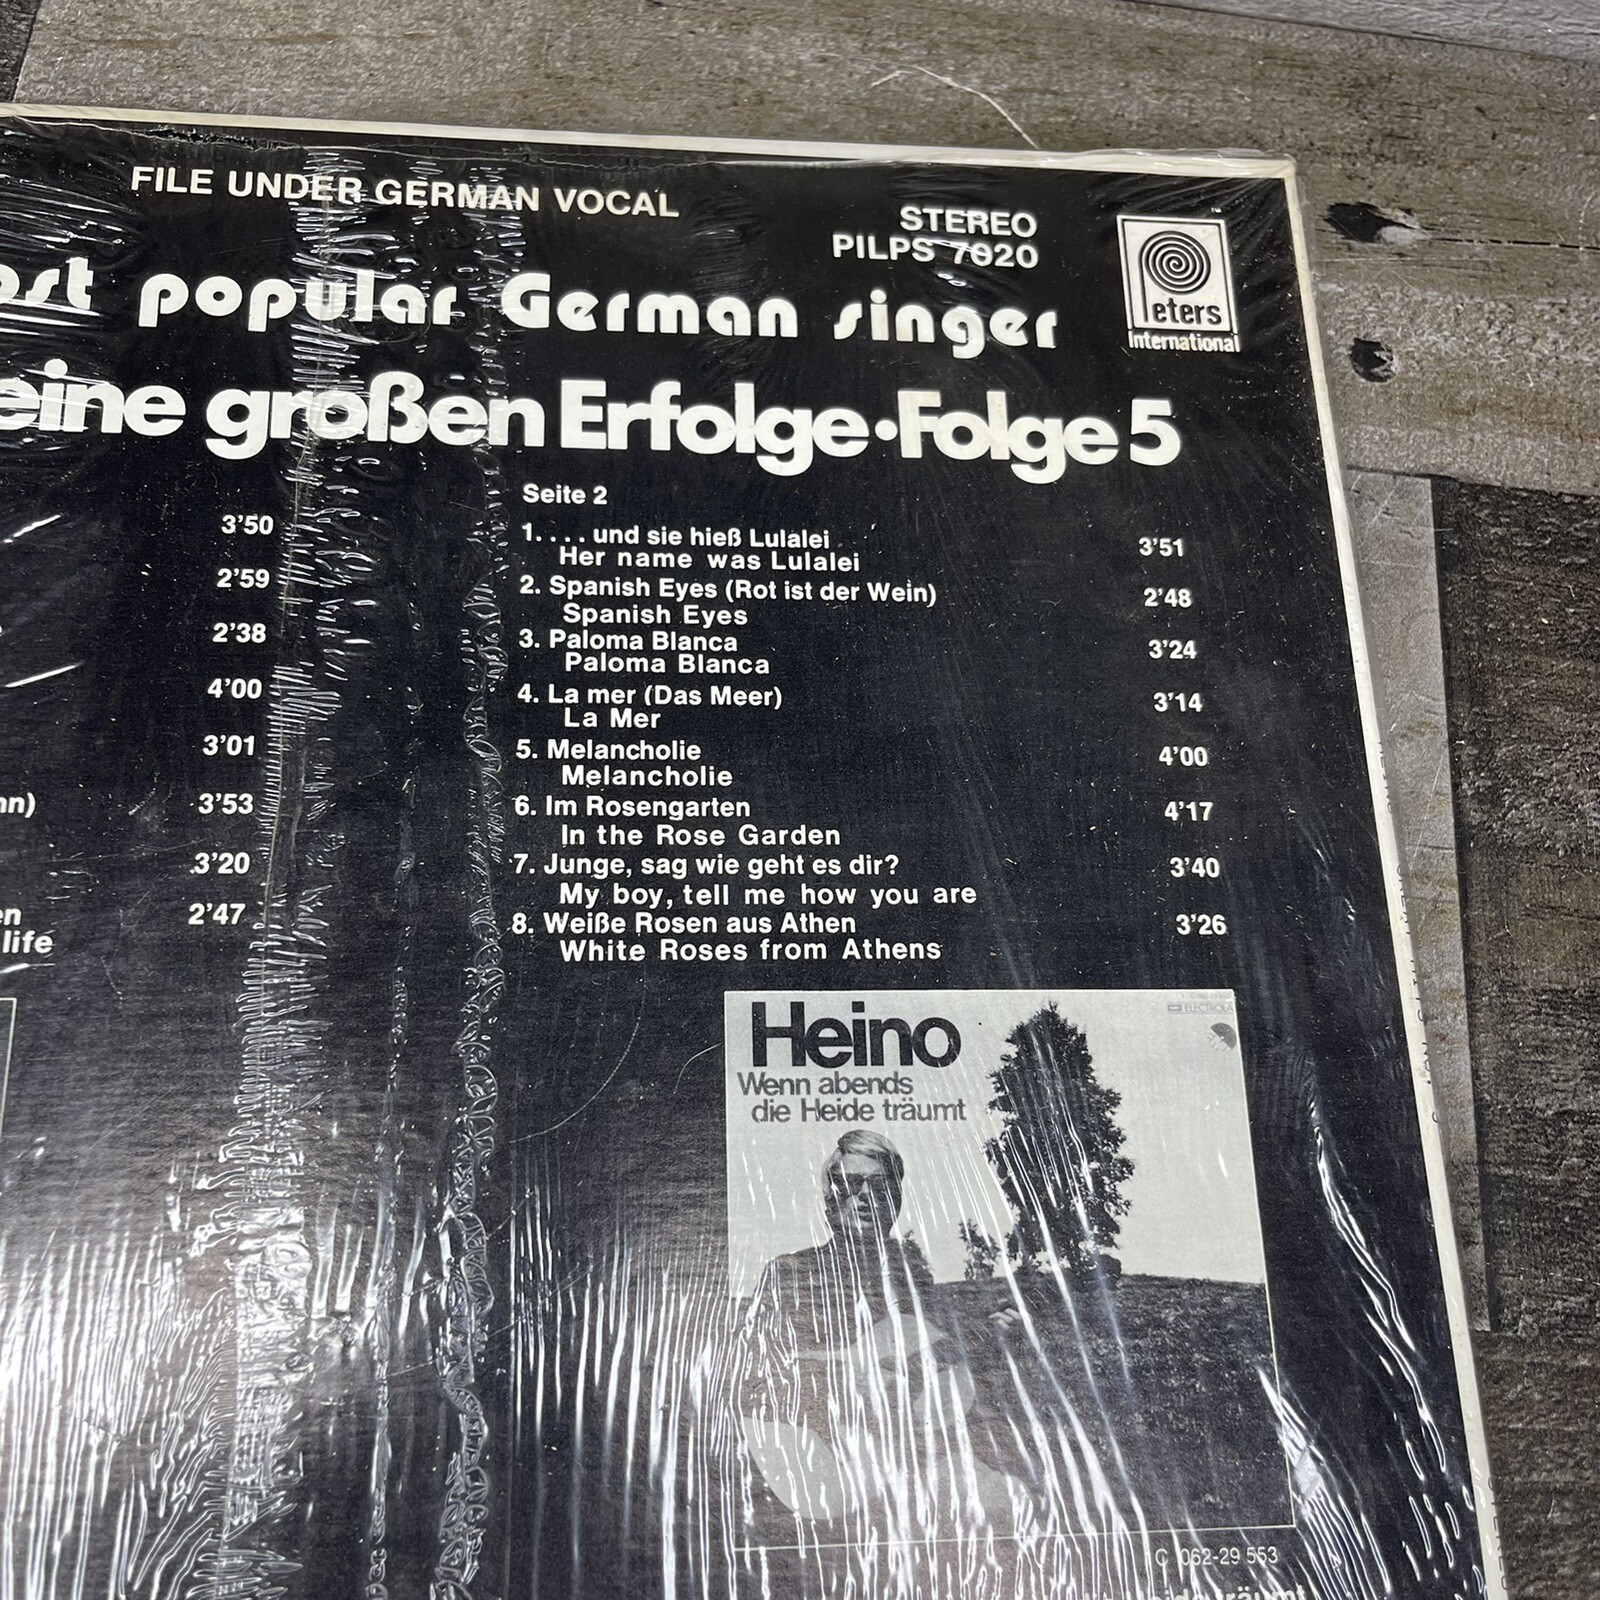 FILE UNDER GERMAN VOCAL
STEREO
PILPS 7020
Peters
International
popular German singer
großen Erfolge•Folge 5
3'50
2'59
2'38
4'00
3'01
3'53
3'20
2'47
life
Seite 2
1. . . . und sie hieß Lulalei 3'51
Her name was Lulalei
2. Spanish Eyes (Rot ist der Wein) 2'48
Spanish Eyes
3. Paloma Blanca 3'24
Paloma Blanca
4. La mer (Das Meer) 3'14
La Mer
5. Melancholie 4'00
Melancholie
6. Im Rosengarten 4'17
In the Rose Garden
7. Junge, sag wie geht es dir? 3'40
My boy, tell me how you are
8. Weiße Rosen aus Athen 3'26
White Roses from Athens
Heino
Wenn abends
die Heide träumt
ELECTROLA
C 062-29 553